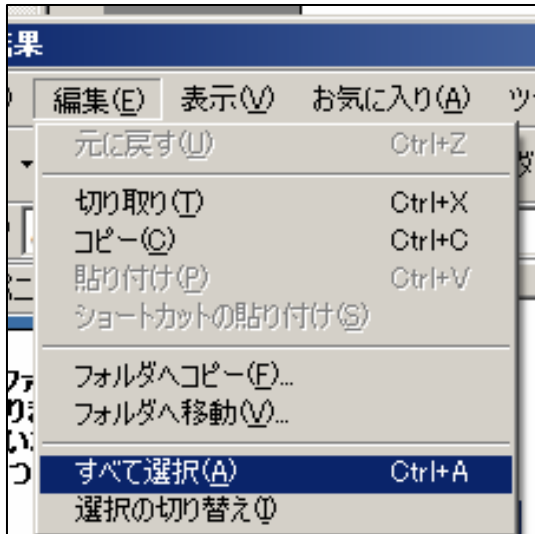 結果
編集(E) 表示(V) お気に入り(A) ツ
元に戻す(U) Ctrl+Z
切り取り(T) Ctrl+X
コピー(C) Ctrl+C
貼り付け(P) Ctrl+V
ショートカットの貼り付け(S)
フォルダへコピー(F)...
フォルダへ移動(V)...
すべて選択(A) Ctrl+A
選択の切り替え(I)